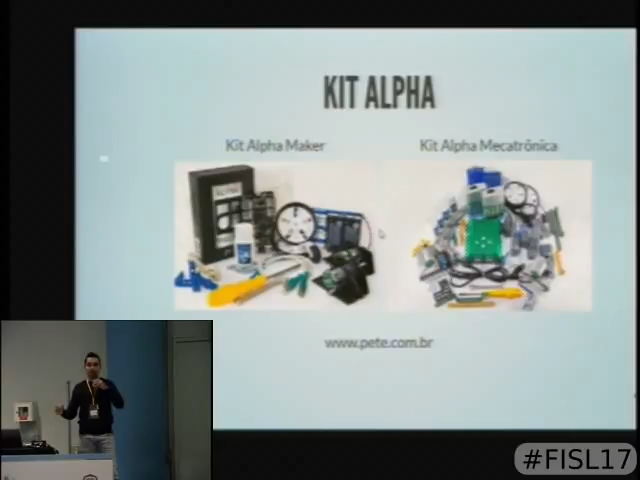 KIT ALPHA
Kit Alpha Maker
Kit Alpha Mecatrônica
www.pete.com.br
#FISL17